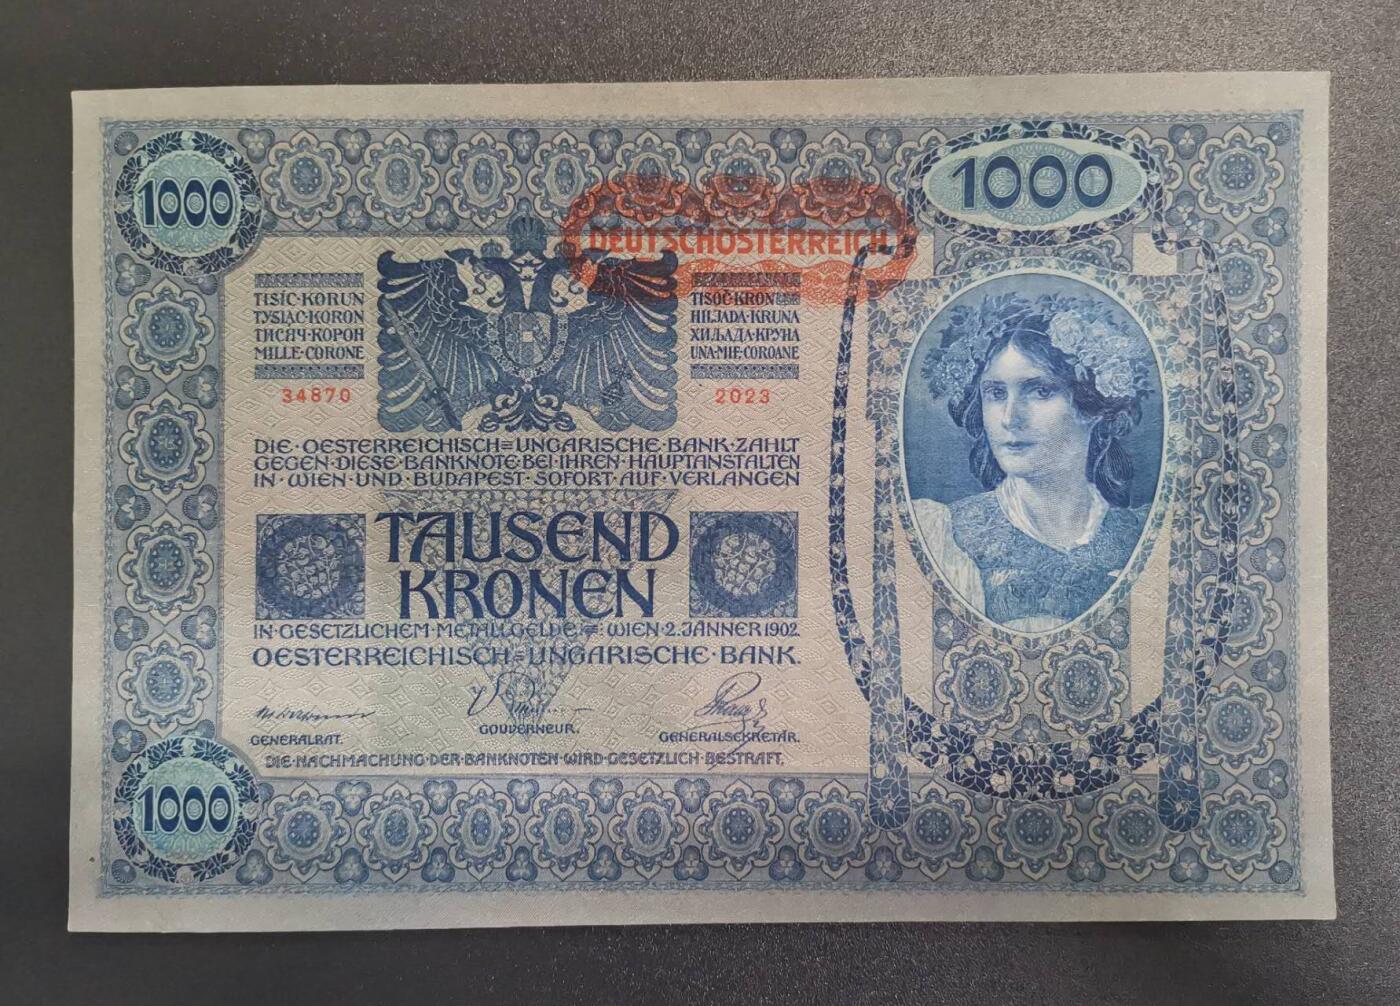 1000
1000
DEUTSCHÖSTERREICH
TISÍC·KORUN
TYSIĄC·KORON
ТИСЯЧ·КОРОН
MILLE·CORONE
TISOČ·KRON
HILJADA·KRUNA
ХИЉАДА·КРУНА
UNA·MIE·COROANE
34870
2023
DIE·OESTERREICHISCH=UNGARISCHE·BANK·ZAHLT
GEGEN·DIESE·BANKNOTE·BEI·IHREN·HAUPTANSTALTEN
IN·WIEN·UND·BUDAPEST·SOFORT·AUF·VERLANGEN
TAUSEND
KRONEN
IN·GESETZLICHEM·METALLGELDE=WIEN·2.JÄNNER 1902.
OESTERREICHISCH=UNGARISCHE·BANK.
GENERALRAT.
GOUVERNEUR.
GENERALSEKRETÄR.
DIE·NACHMACHUNG·DER·BANKNOTEN·WIRD·GESETZLICH·BESTRAFT.
1000